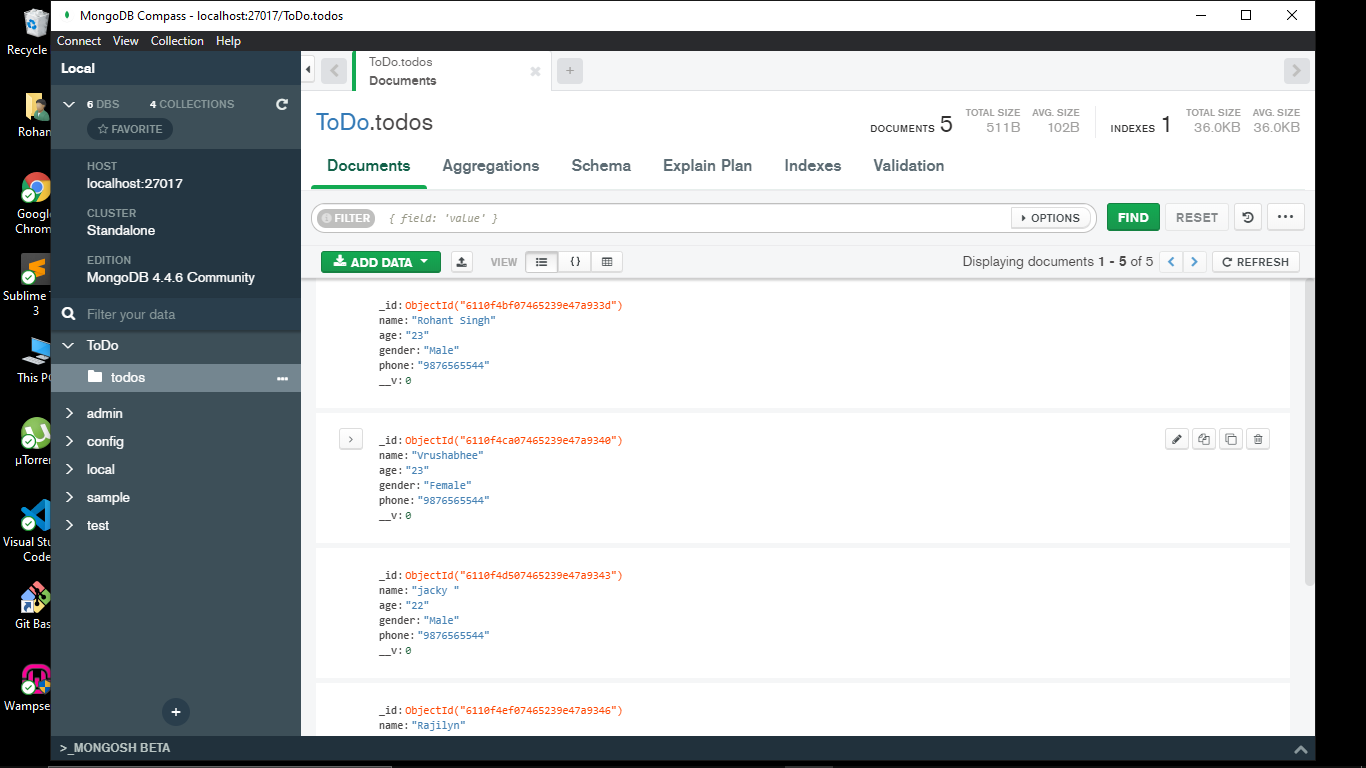 Recycle
Rohan
Google
Chrom
Sublime
3
This PC
µTorren
Visual Stu
Code
Git Bas
Wampse
MongoDB Compass - localhost:27017/ToDo.todos
Connect View Collection Help
Local
6 DBS 4 COLLECTIONS
FAVORITE
HOST
localhost:27017
CLUSTER
Standalone
EDITION
MongoDB 4.4.6 Community
Filter your data
ToDo
todos
admin
config
local
sample
test
ToDo.todos
Documents
ToDo.todos
DOCUMENTS 5 TOTAL SIZE 511B AVG. SIZE 102B INDEXES 1 TOTAL SIZE 36.0KB AVG. SIZE 36.0KB
Documents Aggregations Schema Explain Plan Indexes Validation
FILTER { field: 'value' } OPTIONS FIND RESET
ADD DATA VIEW {} Displaying documents 1 - 5 of 5 REFRESH
_id: ObjectId("6110f4bf07465239e47a933d")
name: "Rohant Singh"
age: "23"
gender: "Male"
phone: "9876565544"
__v: 0
_id: ObjectId("6110f4ca07465239e47a9340")
name: "Vrushabhee"
age: "23"
gender: "Female"
phone: "9876565544"
__v: 0
_id: ObjectId("6110f4d507465239e47a9343")
name: "jacky "
age: "22"
gender: "Male"
phone: "9876565544"
__v: 0
_id: ObjectId("6110f4ef07465239e47a9346")
name: "Rajilyn"
>_MONGOSH BETA